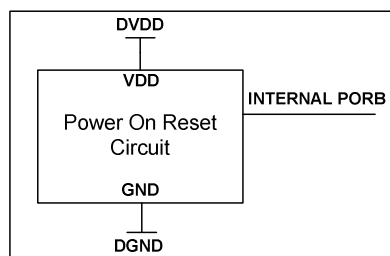 DVDD
VDD
INTERNAL PORB
Power On Reset
Circuit
GND
DGND